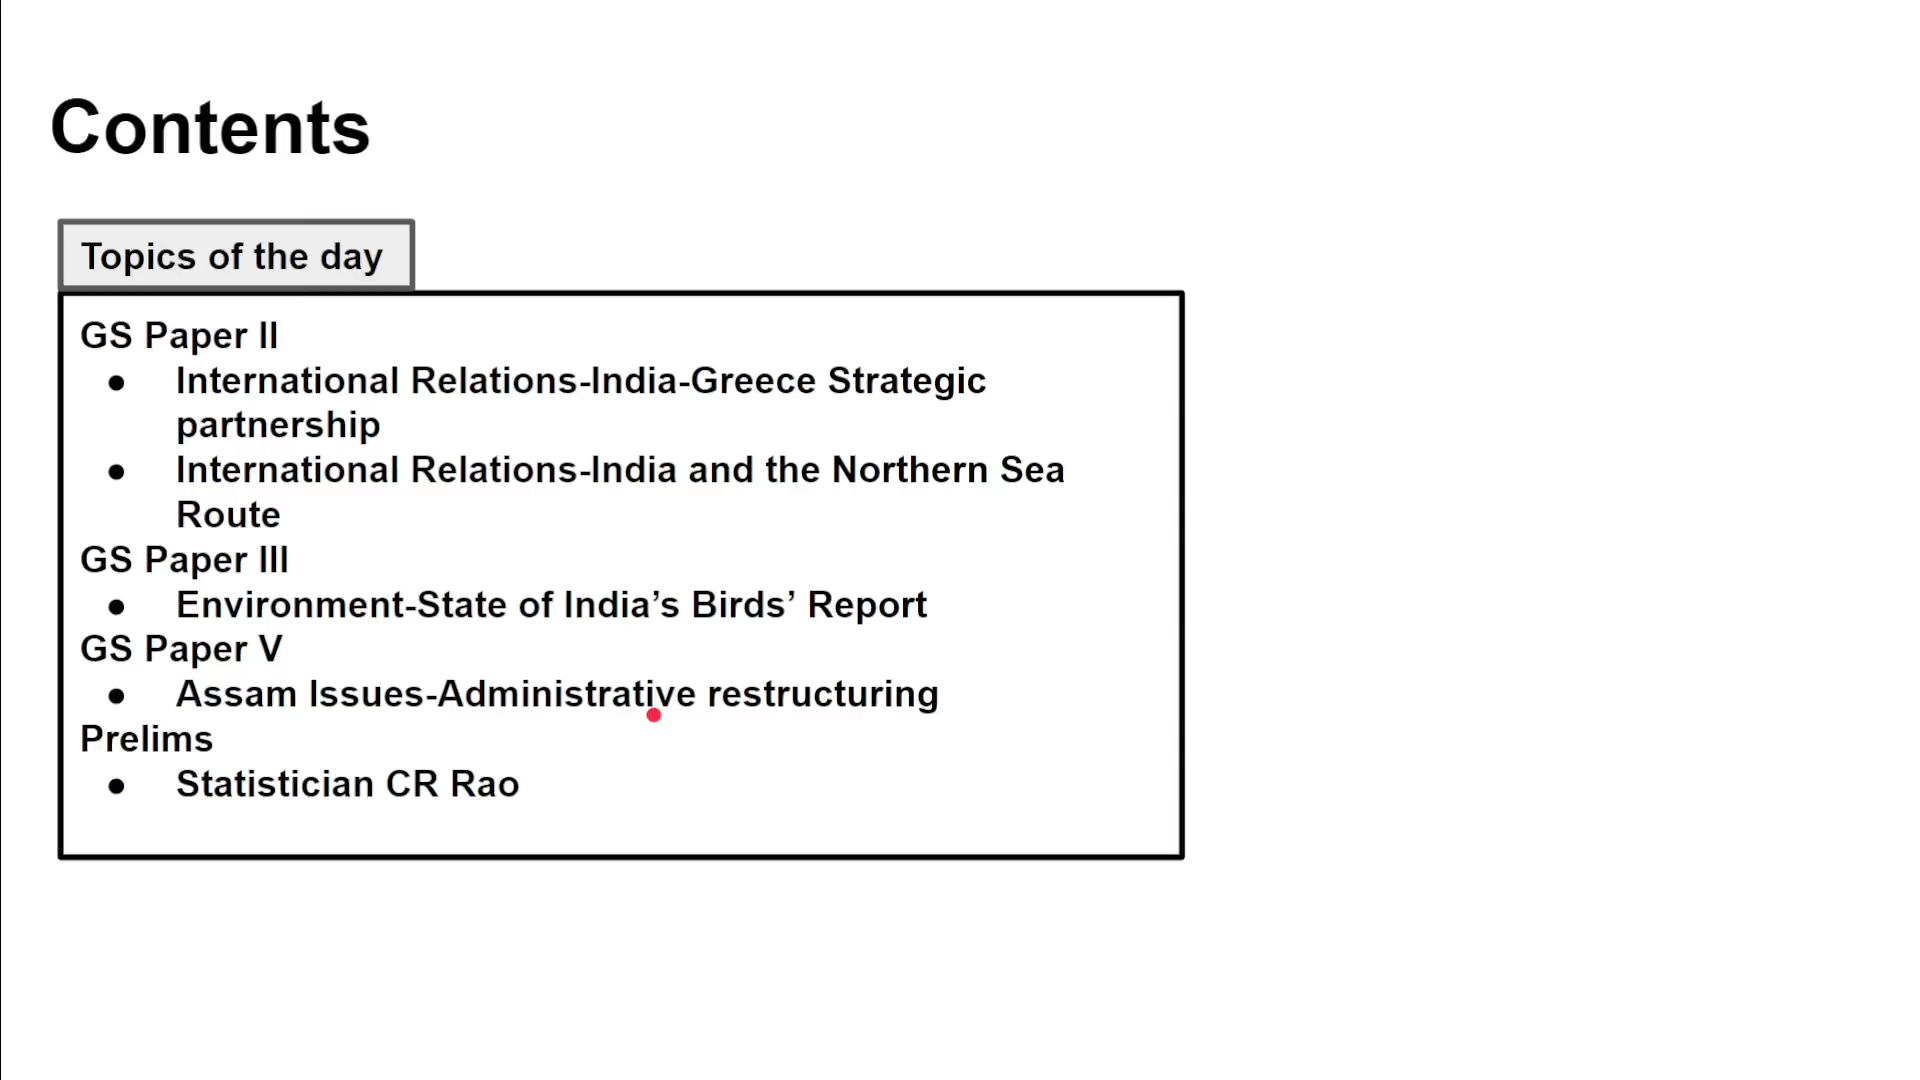 Contents
Topics of the day
GS Paper II
● International Relations-India-Greece Strategic
partnership
● International Relations-India and the Northern Sea
Route
GS Paper III
● Environment-State of India’s Birds’ Report
GS Paper V
● Assam Issues-Administrative restructuring
Prelims
● Statistician CR Rao